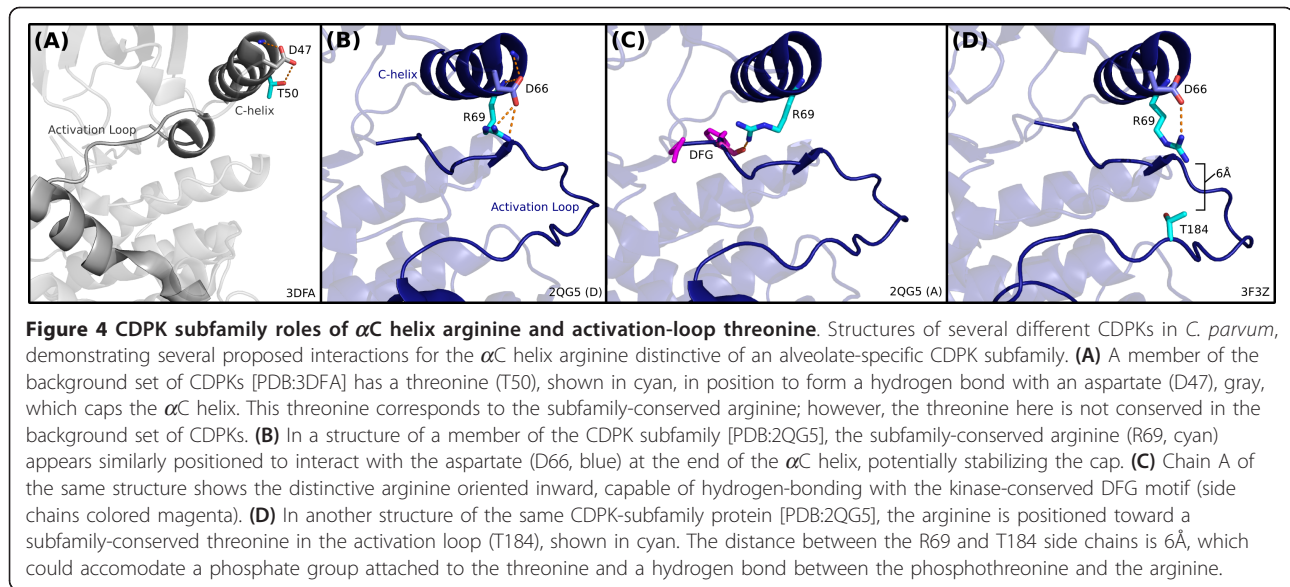 (A)
D47
T50
C-helix
Activation Loop
3DFA
(B)
C-helix
D66
R69
Activation Loop
2QG5 (D)
(C)
R69
DFG
2QG5 (A)
(D)
D66
R69
6Å
T184
3F3Z
Figure 4 CDPK subfamily roles of αC helix arginine and activation-loop threonine. Structures of several different CDPKs in C. parvum,
demonstrating several proposed interactions for the αC helix arginine distinctive of an alveolate-specific CDPK subfamily. (A) A member of the
background set of CDPKs [PDB:3DFA] has a threonine (T50), shown in cyan, in position to form a hydrogen bond with an aspartate (D47), gray,
which caps the αC helix. This threonine corresponds to the subfamily-conserved arginine; however, the threonine here is not conserved in the
background set of CDPKs. (B) In a structure of a member of the CDPK subfamily [PDB:2QG5], the subfamily-conserved arginine (R69, cyan)
appears similarly positioned to interact with the aspartate (D66, blue) at the end of the αC helix, potentially stabilizing the cap. (C) Chain A of
the same structure shows the distinctive arginine oriented inward, capable of hydrogen-bonding with the kinase-conserved DFG motif (side
chains colored magenta). (D) In another structure of the same CDPK-subfamily protein [PDB:2QG5], the arginine is positioned toward a
subfamily-conserved threonine in the activation loop (T184), shown in cyan. The distance between the R69 and T184 side chains is 6Å, which
could accomodate a phosphate group attached to the threonine and a hydrogen bond between the phosphothreonine and the arginine.